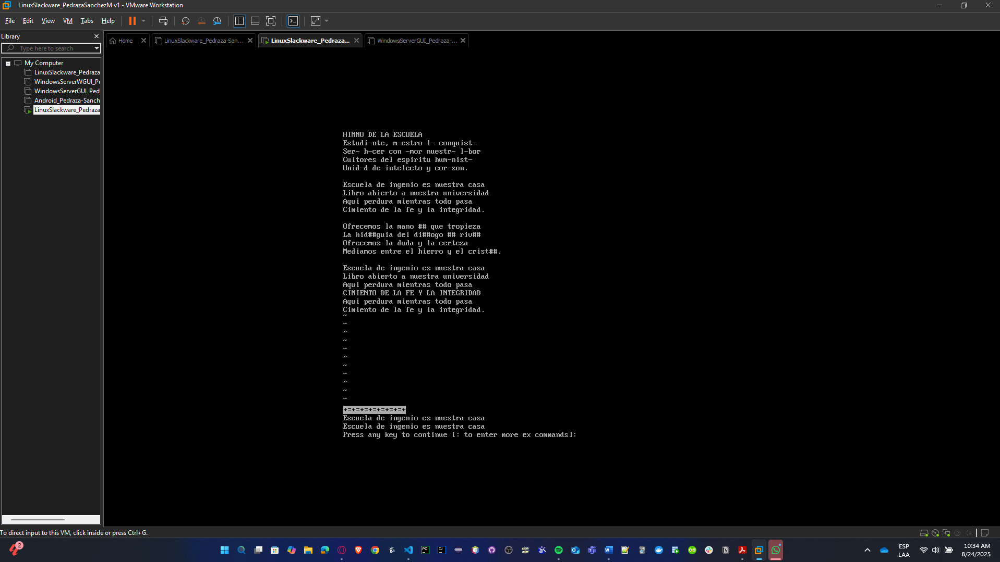 LinuxSlackware_PedrazaSanchezM v1 - VMware Workstation
File Edit View VM Tabs Help
Library
Type here to search
My Computer
LinuxSlackware_Pedraza
WindowsServerWGUI_Pe
WindowsServerGUI_Ped
Android_Pedraza-Sanch
LinuxSlackware_Pedraza
Home
LinuxSlackware_Pedraza-San...
LinuxSlackware_Pedraza...
WindowsServerGUI_Pedraza-...
HIMNO DE LA ESCUELA
Estudi-nte, m-estro l- conquist-
Ser- h-cer con -mor nuestr- l-bor
Cultores del espiritu hum-nist-
Unid-d de intelecto y cor-zon.
Escuela de ingenio es nuestra casa
Libro abierto a nuestra universidad
Aqui perdura mientras todo pasa
Cimiento de la fe y la integridad.
Ofrecemos la mano ## que tropieza
La hid##guia del di##ogo ## riv##
Ofrecemos la duda y la certeza
Mediamos entre el hierro y el crist##.
Escuela de ingenio es nuestra casa
Libro abierto a nuestra universidad
Aqui perdura mientras todo pasa
CIMIENTO DE LA FE Y LA INTEGRIDAD
Aqui perdura mientras todo pasa
Cimiento de la fe y la integridad.
~
~
~
~
~
~
~
~
~
~
~
+=+=+=+=+=+=+=+
Escuela de ingenio es nuestra casa
Escuela de ingenio es nuestra casa
Press any key to continue [: to enter more ex commands]:
To direct input to this VM, click inside or press Ctrl+G.
2
ESP
LAA
10:34 AM
8/24/2025